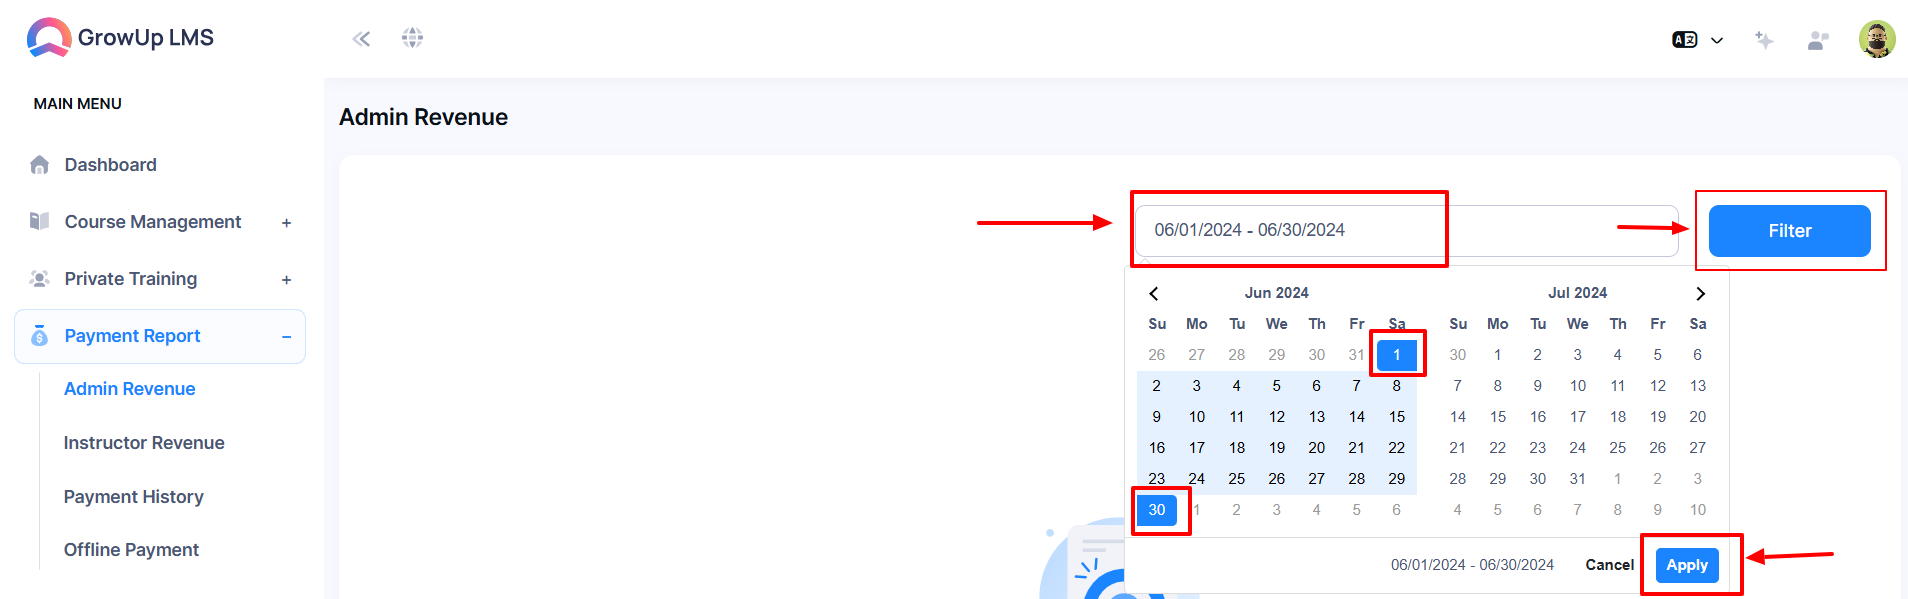 GrowUp LMS
MAIN MENU
Dashboard
Course Management +
Private Training +
Payment Report −
Admin Revenue
Instructor Revenue
Payment History
Offline Payment
Admin Revenue
06/01/2024 - 06/30/2024
Filter
Jun 2024
Su Mo Tu We Th Fr Sa
26 27 28 29 30 31 1
2 3 4 5 6 7 8
9 10 11 12 13 14 15
16 17 18 19 20 21 22
23 24 25 26 27 28 29
30 1 2 3 4 5 6
Jul 2024
Su Mo Tu We Th Fr Sa
30 1 2 3 4 5 6
7 8 9 10 11 12 13
14 15 16 17 18 19 20
21 22 23 24 25 26 27
28 29 30 31 1 2 3
4 5 6 7 8 9 10
06/01/2024 - 06/30/2024 Cancel Apply